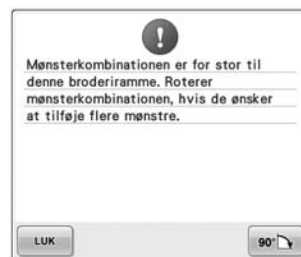 Mønsterkombinationen er for stor til
denne broderiramme. Roterer
mønsterkombinationen, hvis de ønsker
at tilføje flere mønstre.
LUK
90°